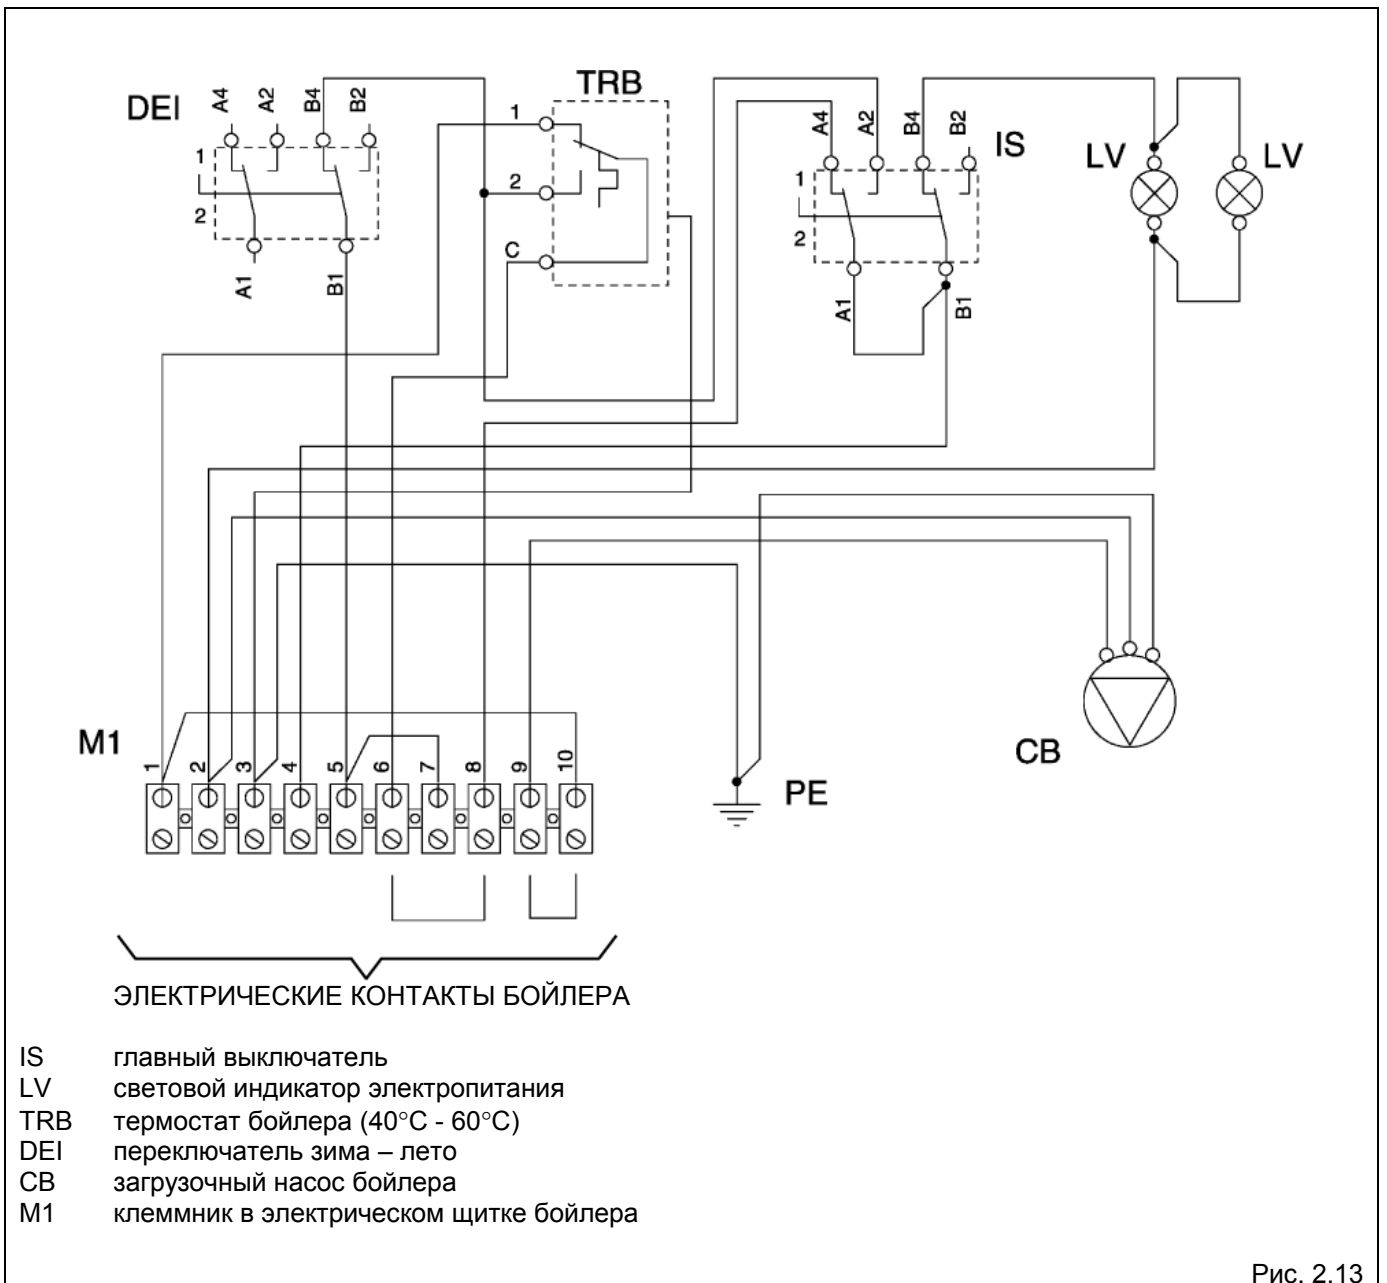 DEI
A4
A2
B4
B2
1
2
A1
B1
TRB
1
2
C
A4
A2
B4
B2
IS
1
2
A1
B1
LV
LV
M1
1
2
3
4
5
6
7
8
9
10
PE
CB
ЭЛЕКТРИЧЕСКИЕ КОНТАКТЫ БОЙЛЕРА
IS главный выключатель
LV световой индикатор электропитания
TRB термостат бойлера (40°C - 60°C)
DEI переключатель зима – лето
CB загрузочный насос бойлера
M1 клеммник в электрическом щитке бойлера
Рис. 2.13